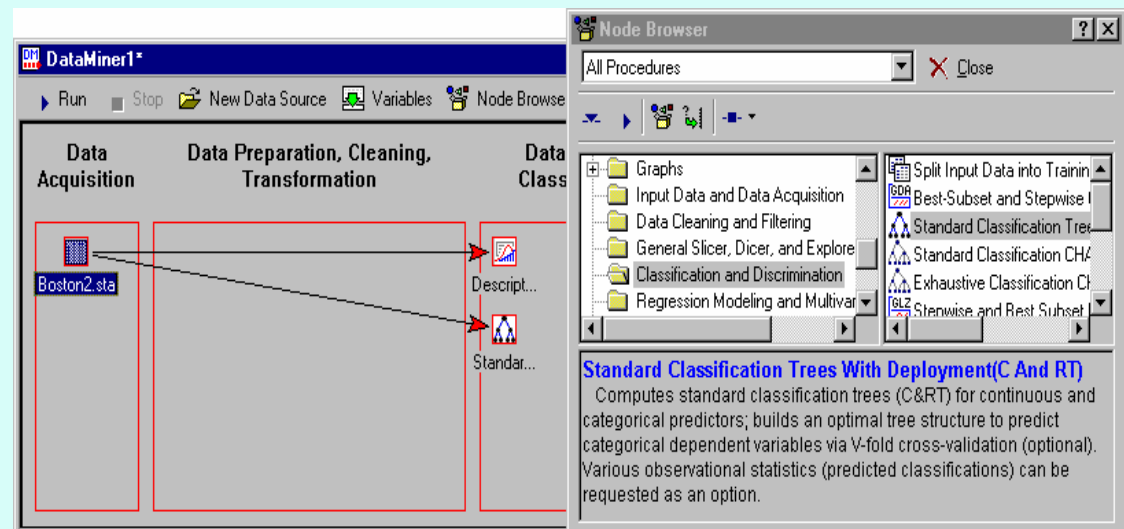 DataMiner1*
Run Stop New Data Source Variables Node Browse
Data Acquisition
Data Preparation, Cleaning, Transformation
Data
Class
Boston2.sta
Descript...
Standar...
Node Browser
All Procedures
Close
Graphs
Input Data and Data Acquisition
Data Cleaning and Filtering
General Slicer, Dicer, and Explore
Classification and Discrimination
Regression Modeling and Multivar
Split Input Data into Trainin
GDA Best-Subset and Stepwise
Standard Classification Tree
Standard Classification CHA
Exhaustive Classification CH
GLZ Stepwise and Best Subset
Standard Classification Trees With Deployment(C And RT)
Computes standard classification trees (C&RT) for continuous and
categorical predictors; builds an optimal tree structure to predict
categorical dependent variables via V-fold cross-validation (optional).
Various observational statistics (predicted classifications) can be
requested as an option.